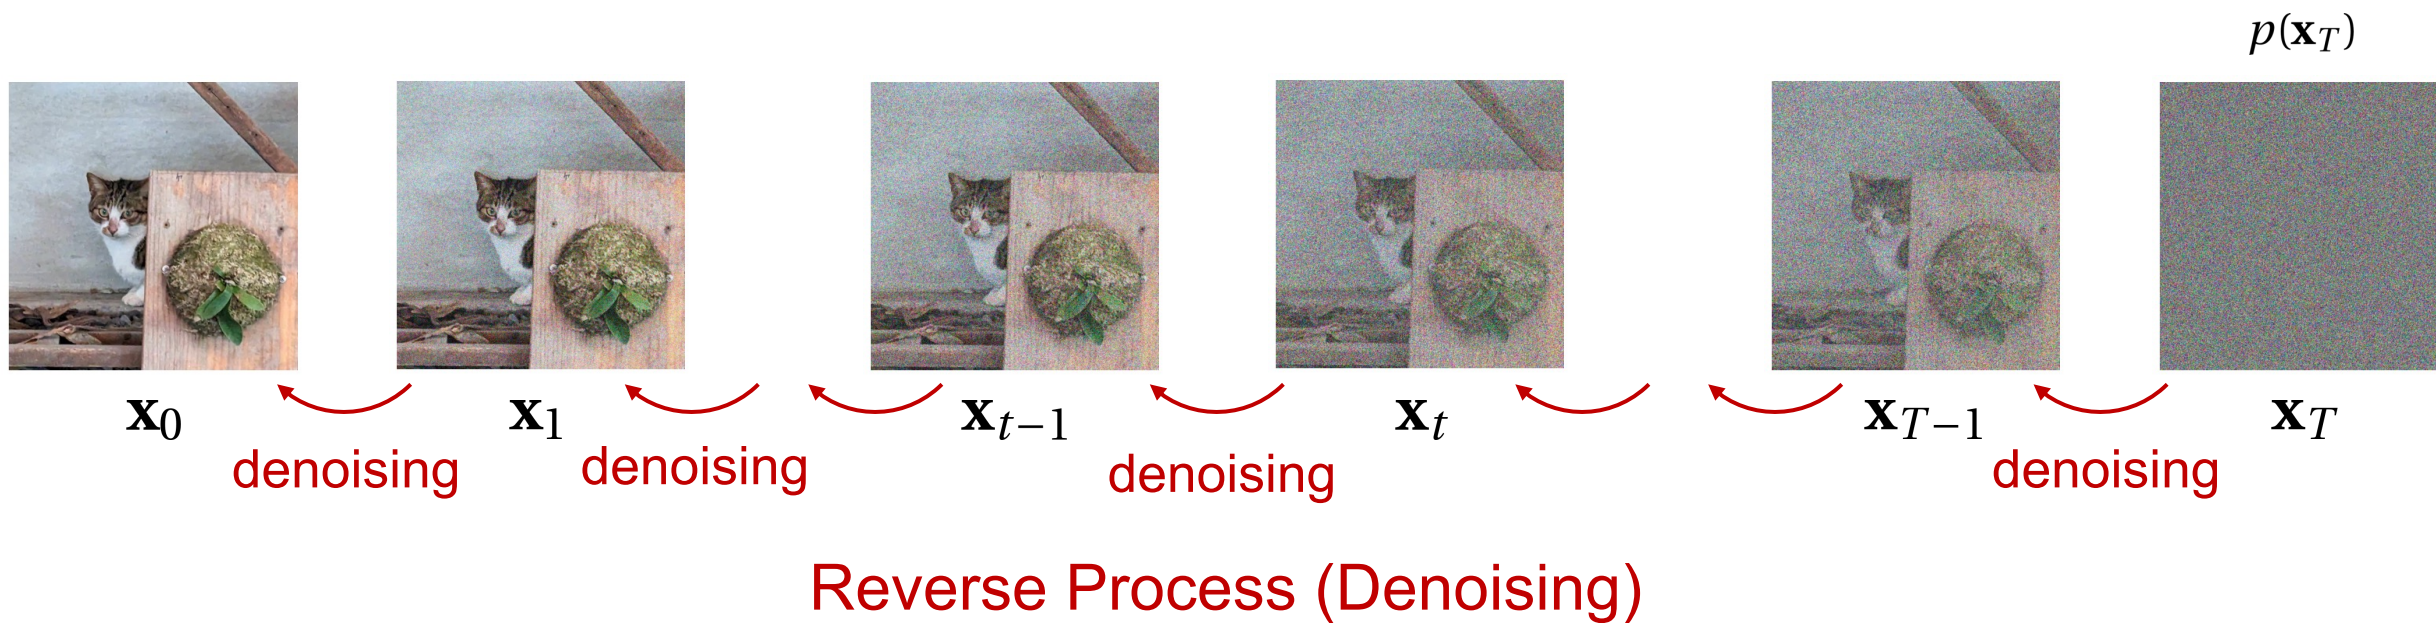 p(x_T)
x_0 x_1 x_{t−1} x_t x_{T−1} x_T
denoising denoising denoising denoising
Reverse Process (Denoising)